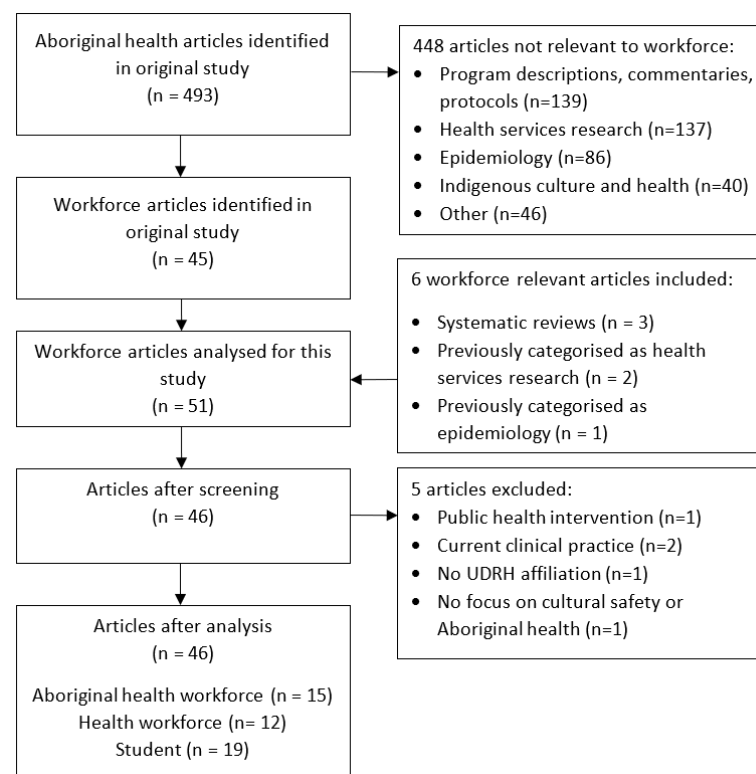 Aboriginal health articles identified
in original study
(n = 493)
448 articles not relevant to workforce:
• Program descriptions, commentaries,
protocols (n=139)
• Health services research (n=137)
• Epidemiology (n=86)
• Indigenous culture and health (n=40)
• Other (n=46)
Workforce articles identified in
original study
(n = 45)
6 workforce relevant articles included:
• Systematic reviews (n = 3)
• Previously categorised as health
services research (n = 2)
• Previously categorised as
epidemiology (n = 1)
Workforce articles analysed for this
study
(n = 51)
Articles after screening
(n = 46)
5 articles excluded:
• Public health intervention (n=1)
• Current clinical practice (n=2)
• No UDRH affiliation (n=1)
• No focus on cultural safety or
Aboriginal health (n=1)
Articles after analysis
(n = 46)
Aboriginal health workforce (n = 15)
Health workforce (n= 12)
Student (n = 19)